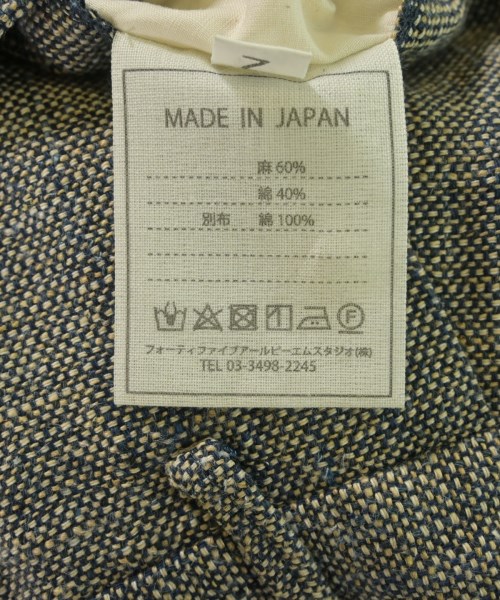 MADE IN JAPAN
麻 60%
綿 40%
別布 綿 100%
F
フォーティファイブアールピーエムスタジオ(株)
TEL 03-3498-2245